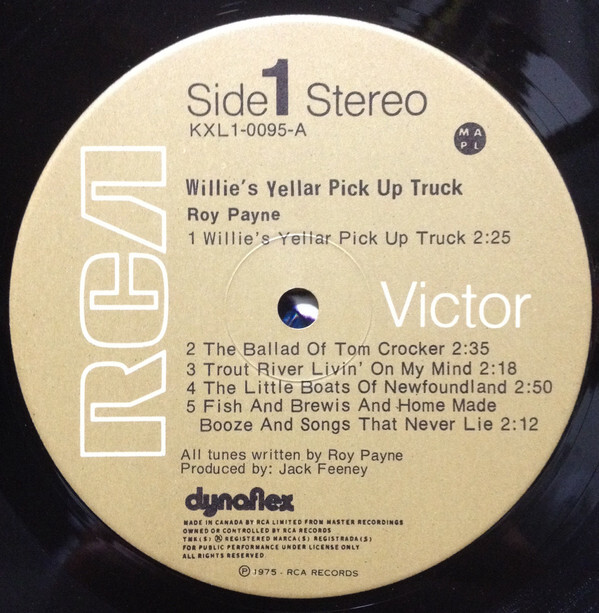 Side 1 Stereo
KXL1-0095-A
M A
P L
Willie's Yellar Pick Up Truck
Roy Payne
1 Willie's Yellar Pick Up Truck 2:25
RCA
Victor
2 The Ballad Of Tom Crocker 2:35
3 Trout River Livin' On My Mind 2:18
4 The Little Boats Of Newfoundland 2:50
5 Fish And Brewis And Home Made
Booze And Songs That Never Lie 2:12
All tunes written by Roy Payne
Produced by: Jack Feeney
dynaflex
MADE IN CANADA BY RCA LIMITED FROM MASTER RECORDINGS
OWNED OR CONTROLLED BY RCA RECORDS
TMK(S) ® REGISTERED MARCA(S) REGISTRADA(S)
FOR PUBLIC PERFORMANCE UNDER LICENSE ONLY
ALL RIGHTS RESERVED
℗ 1975 - RCA RECORDS